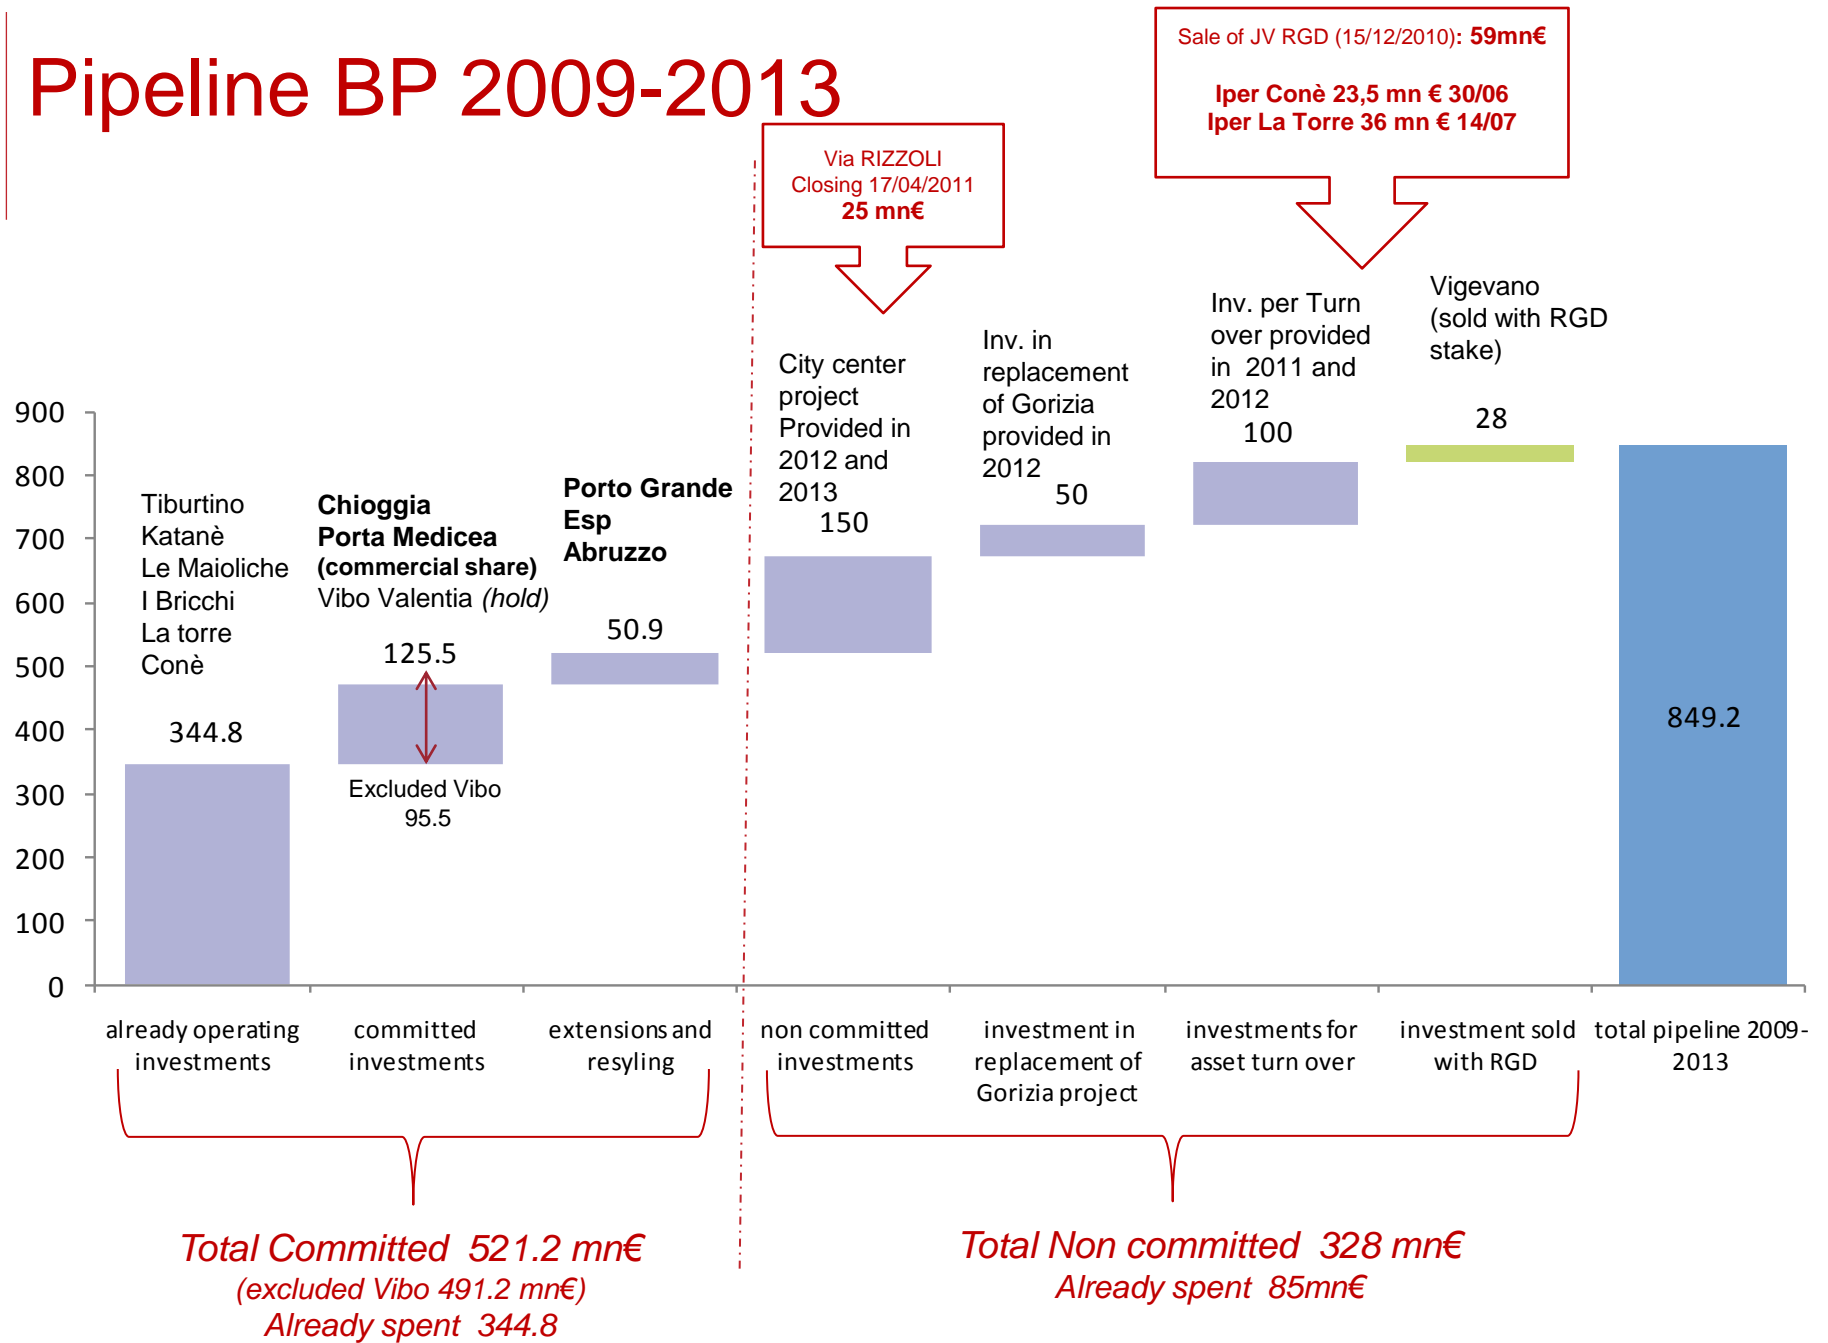 Pipeline BP 2009-2013
Sale of JV RGD (15/12/2010): 59mn€
Iper Conè 23,5 mn € 30/06
Iper La Torre 36 mn € 14/07
Via RIZZOLI
Closing 17/04/2011
25 mn€
Tiburtino
Katanè
Le Maioliche
I Bricchi
La torre
Conè
344.8
Chioggia
Porta Medicea
(commercial share)
Vibo Valentia (hold)
125.5
Excluded Vibo
95.5
Porto Grande
Esp
Abruzzo
50.9
City center
project
Provided in
2012 and
2013
150
Inv. in
replacement
of Gorizia
provided in
2012
50
Inv. per Turn
over provided
in 2011 and
2012
100
Vigevano
(sold with RGD
stake)
28
849.2
900
800
700
600
500
400
300
200
100
0
already operating
investments
committed
investments
extensions and
resyling
non committed
investments
investment in
replacement of
Gorizia project
investments for
asset turn over
investment sold
with RGD
total pipeline 2009-
2013
Total Committed 521.2 mn€
(excluded Vibo 491.2 mn€)
Already spent 344.8
Total Non committed 328 mn€
Already spent 85mn€